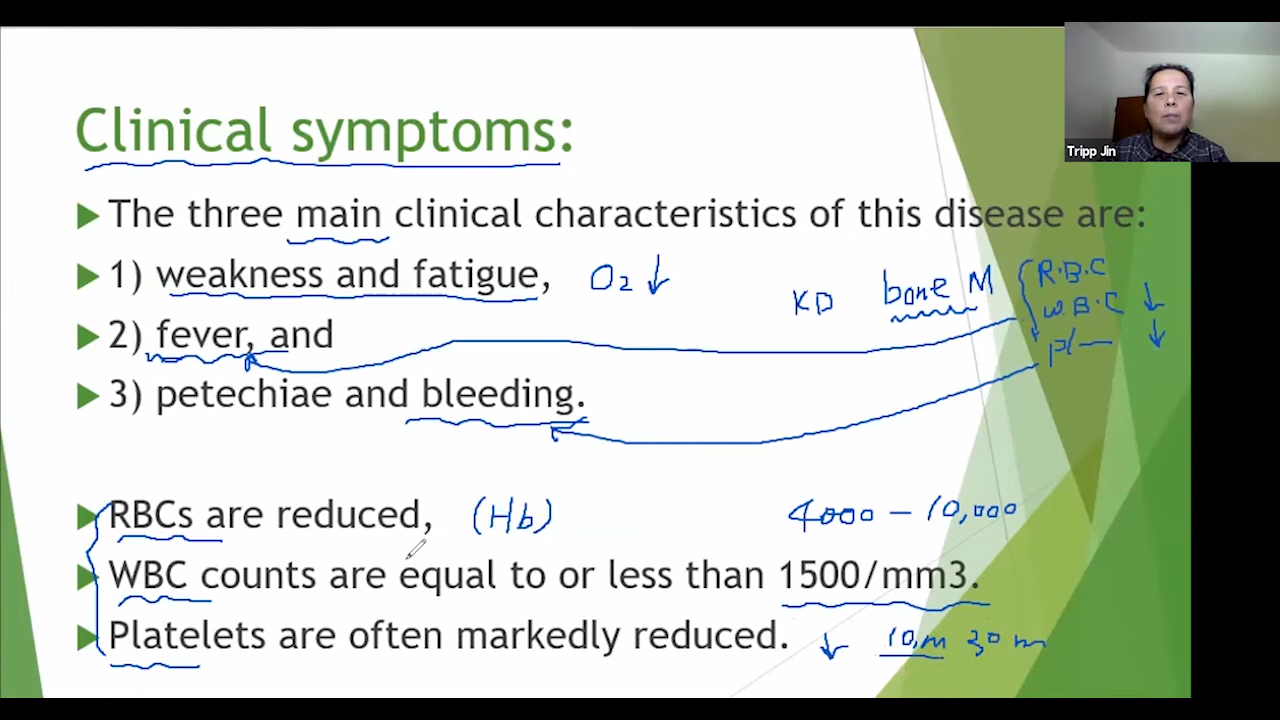 Tripp Jin
Clinical symptoms:
The three main clinical characteristics of this disease are:
1) weakness and fatigue, O2 ↓
KD bone M
R.B.C
W.B.C ↓
pl— ↓
2) fever, and
3) petechiae and bleeding.
RBCs are reduced, (Hb) 4000 – 10,000
WBC counts are equal to or less than 1500/mm3.
Platelets are often markedly reduced. ↓ 10,m 30 m